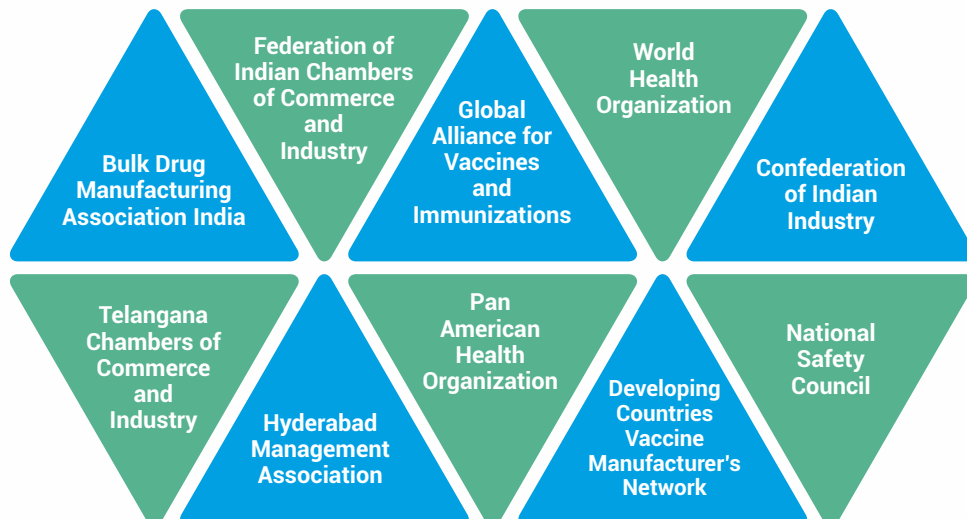 Bulk Drug
Manufacturing
Association India
Federation of
Indian Chambers
of Commerce
and
Industry
Global
Alliance for
Vaccines
and
Immunizations
World
Health
Organization
Confederation
of Indian
Industry
Telangana
Chambers of
Commerce
and
Industry
Hyderabad
Management
Association
Pan
American
Health
Organization
Developing
Countries
Vaccine
Manufacturer's
Network
National
Safety
Council